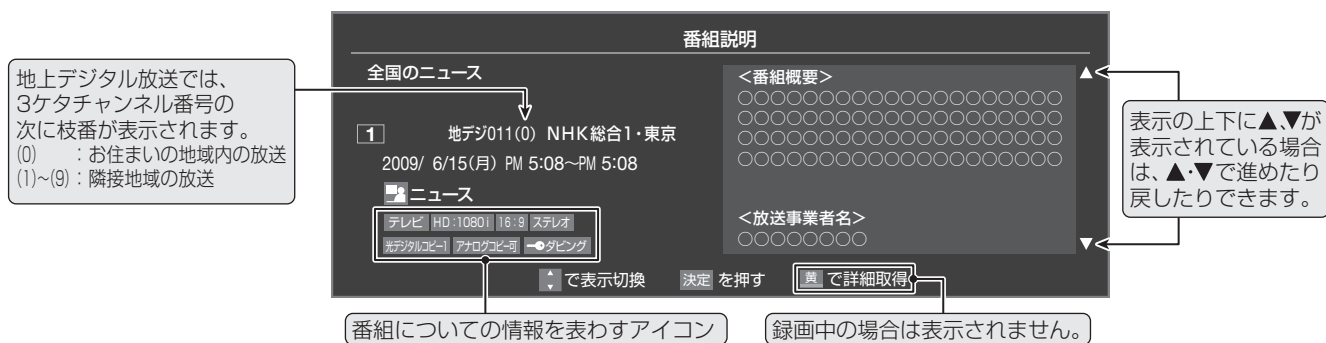 番組説明
地上デジタル放送では、
3ケタチャンネル番号の
次に枝番が表示されます。
(0) :お住まいの地域内の放送
(1)~(9):隣接地域の放送
全国のニュース
1 地デジ011(0) NHK総合1・東京
2009/ 6/15(月) PM 5:08~PM 5:08
ニュース
テレビ HD:1080i 16:9 ステレオ
光デジタルコピー1 アナログコピー可 ダビング
<番組概要>
○○○○○○○○○○○○○○○○○○○○
○○○○○○○○○○○○○○○○○○○○
○○○○○○○○○○○○○○○○○○○○
○○○○○○○○○○○○○○○○○○○○
<放送事業者名>
○○○○○○○○
▲
▼
表示の上下に▲、▼が
表示されている場合
は、▲・▼で進めたり
戻したりできます。
で表示切換 決定 を押す 黄 で詳細取得
番組についての情報を表わすアイコン
録画中の場合は表示されません。